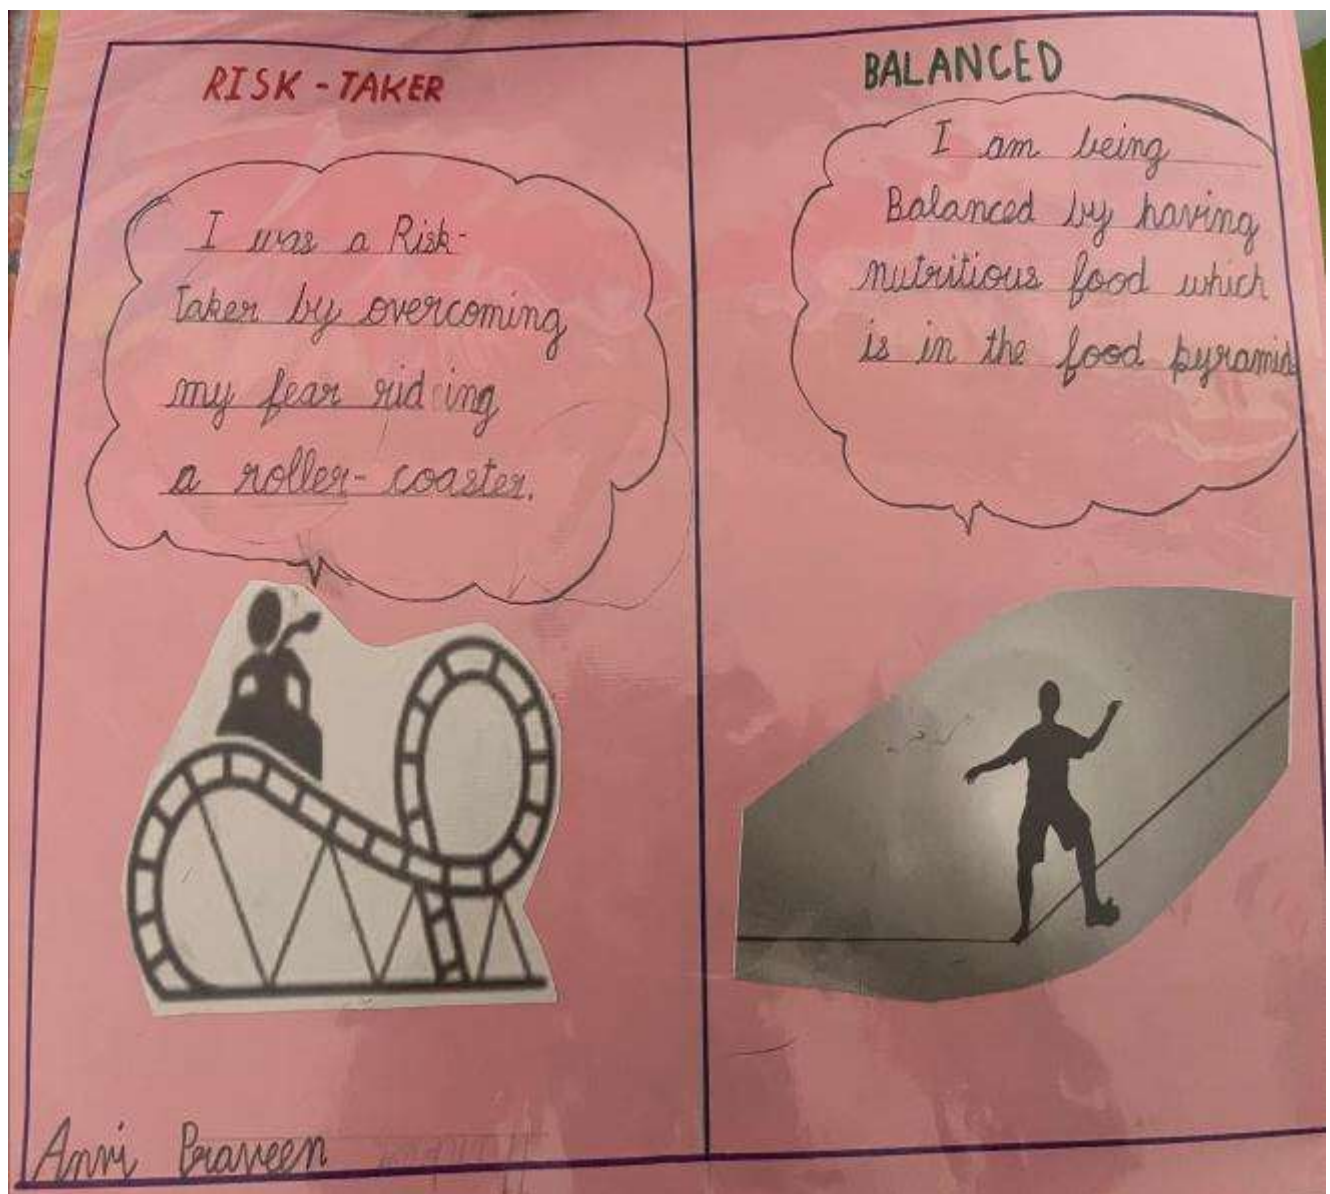 RISK-TAKER
I was a Risk-
taker by overcoming
my fear riding
a roller-coaster.
BALANCED
I am being
Balanced by having
nutritious food which
is in the food pyramid
Anvi Praveen